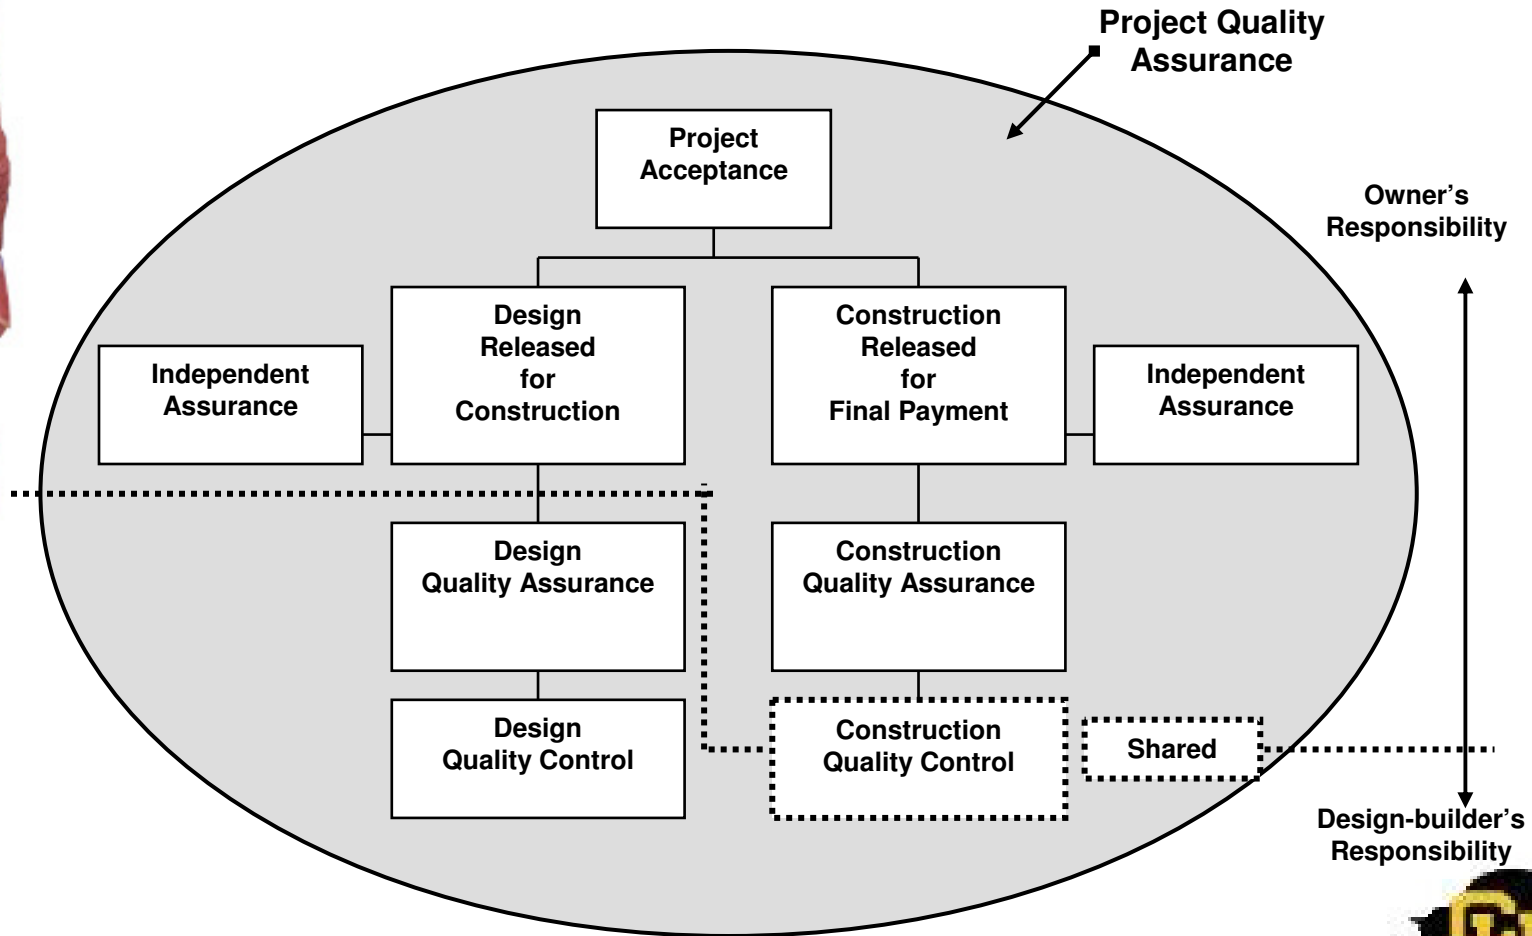 Project Quality
Assurance
Project
Acceptance
Owner's
Responsibility
Design
Released
for
Construction
Construction
Released
for
Final Payment
Independent
Assurance
Independent
Assurance
Design
Quality Assurance
Construction
Quality Assurance
Design
Quality Control
Construction
Quality Control
Shared
Design-builder's
Responsibility